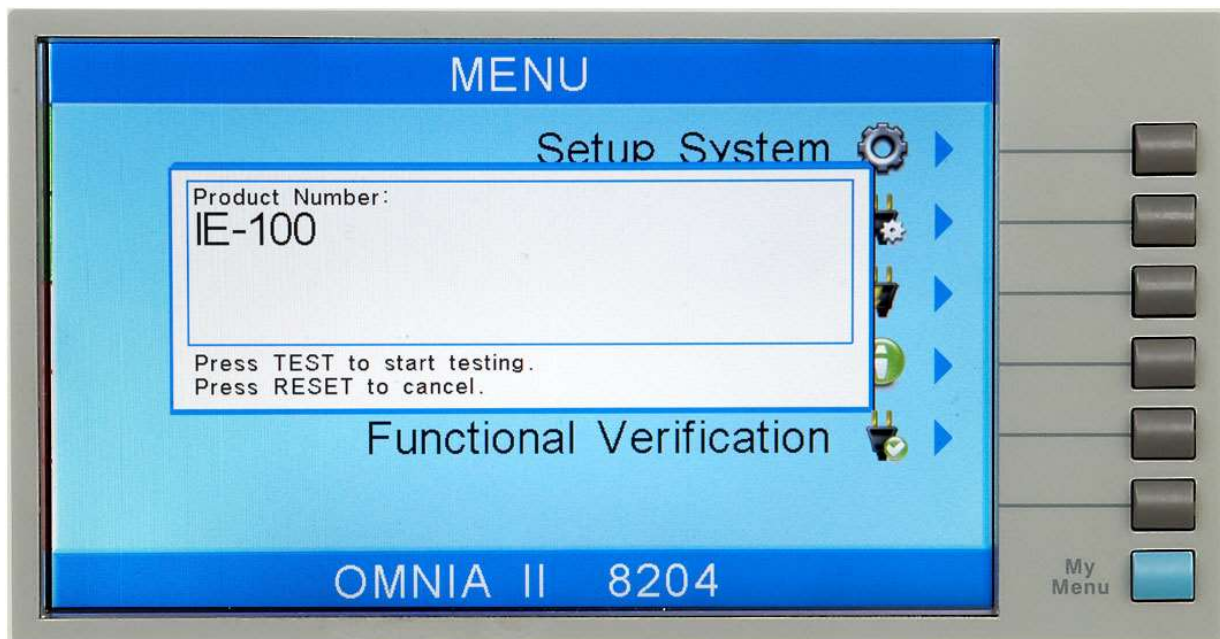 MENU
Setup System
Product Number:
IE-100
Press TEST to start testing.
Press RESET to cancel.
Functional Verification
OMNIA II 8204
My
Menu